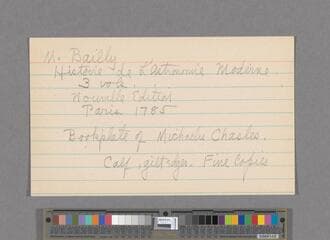 M. Bailly
Histoire de l'Astronomie Moderne.
3 vols.
Nouvelle Edition
Paris 1785
Bookplate of Michaelis Chasles.
Calf, gilt edges. Fine Copies